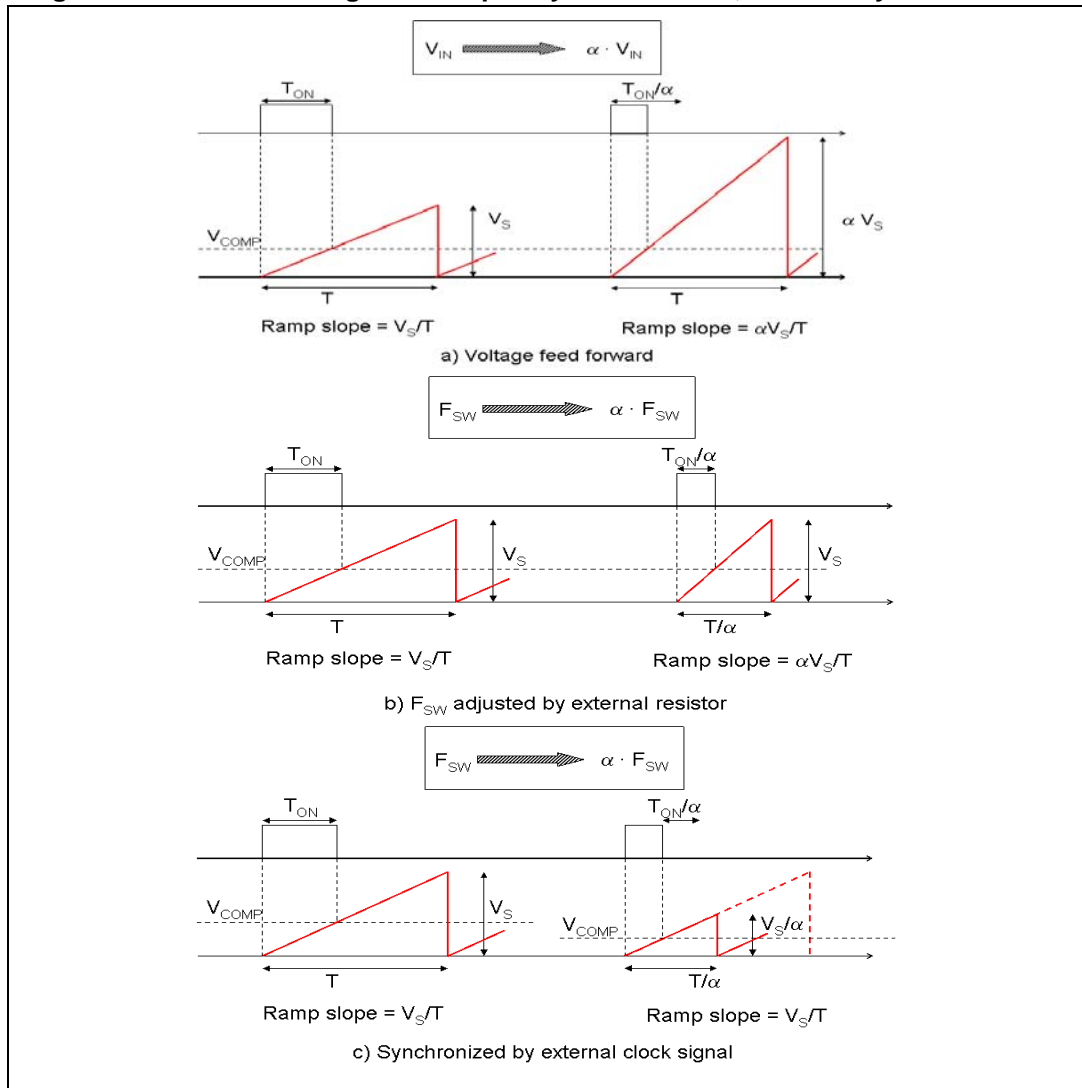 V_IN α · V_IN
T_ON T_ON/α
V_S
α V_S
V_COMP
T T
Ramp slope = V_S/T Ramp slope = αV_S/T
a) Voltage feed forward
F_SW α · F_SW
T_ON T_ON/α
V_COMP V_S V_S
T T/α
Ramp slope = V_S/T Ramp slope = αV_S/T
b) F_SW adjusted by external resistor
F_SW α · F_SW
T_ON T_ON/α
V_COMP V_S V_COMP V_S/α
T T/α
Ramp slope = V_S/T Ramp slope = V_S/T
c) Synchronized by external clock signal